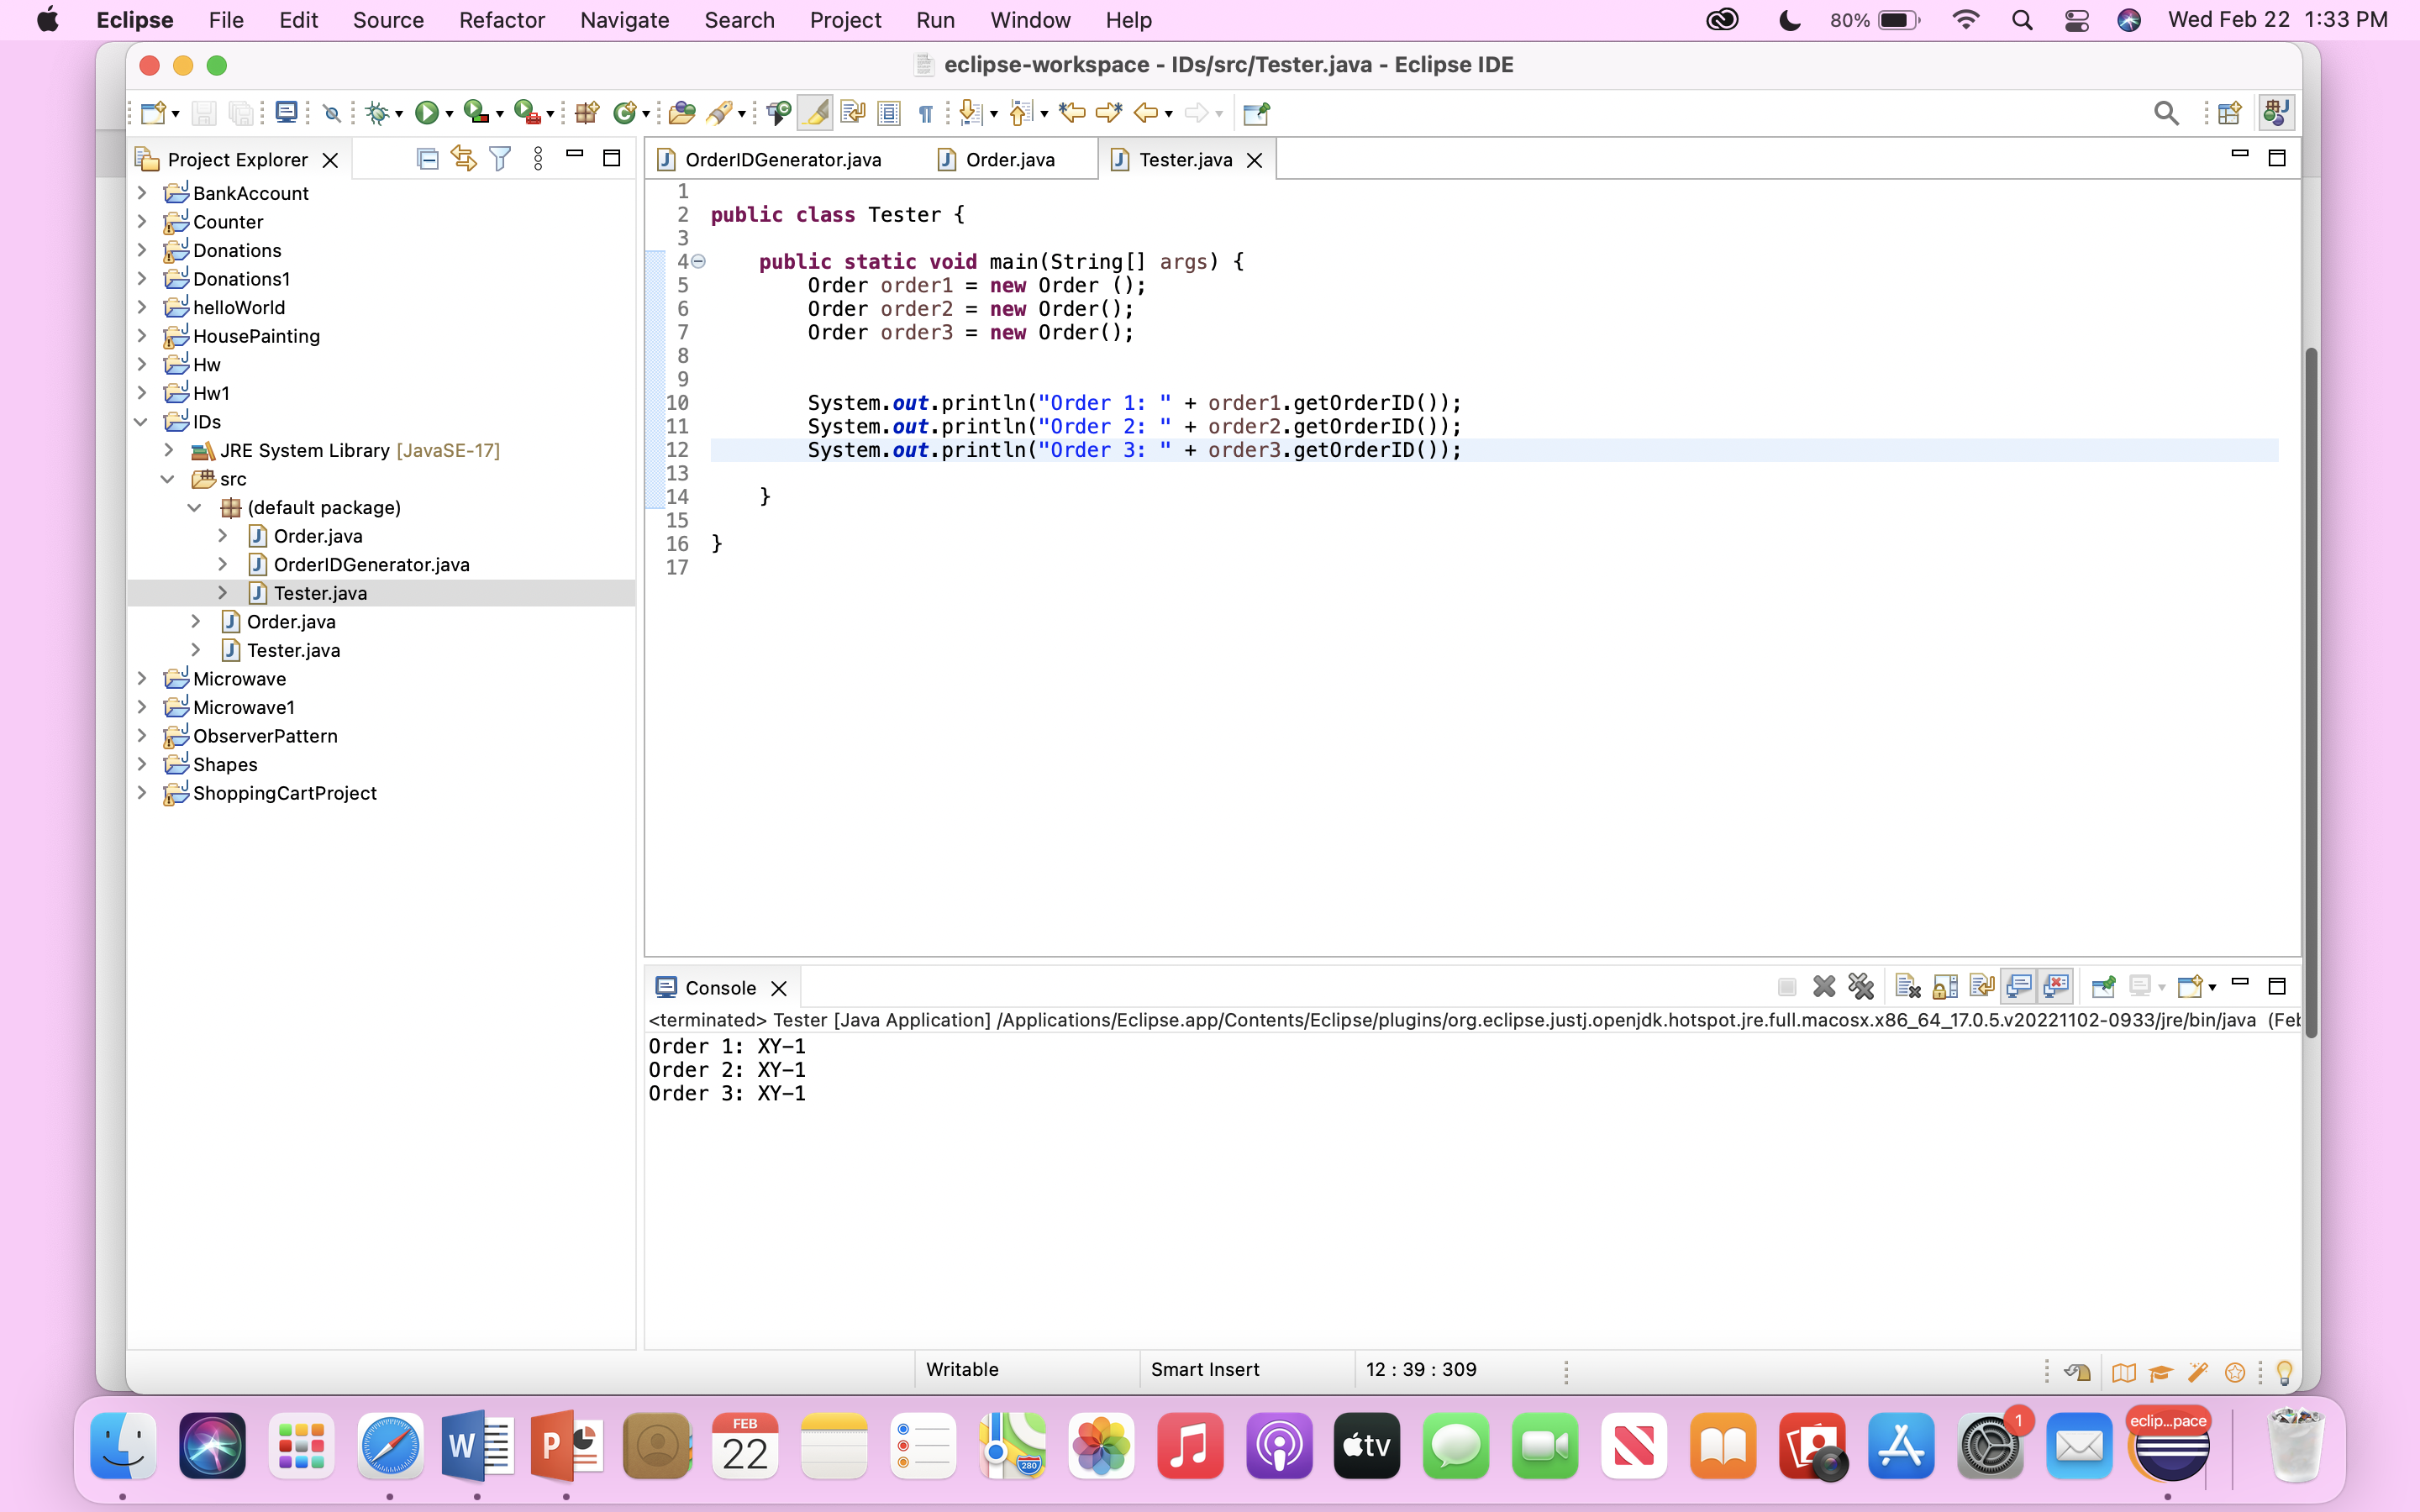 Eclipse File Edit Source Refactor Navigate Search Project Run Window Help 80% Wed Feb 22 1:33 PM
eclipse-workspace - IDs/src/Tester.java - Eclipse IDE
Project Explorer
BankAccount
Counter
Donations
Donations1
helloWorld
HousePainting
Hw
Hw1
IDs
JRE System Library [JavaSE-17]
src
(default package)
Order.java
OrderIDGenerator.java
Tester.java
Order.java
Tester.java
Microwave
Microwave1
ObserverPattern
Shapes
ShoppingCartProject
OrderIDGenerator.java Order.java Tester.java
1
2 public class Tester {
3
4 public static void main(String[] args) {
5 Order order1 = new Order ();
6 Order order2 = new Order();
7 Order order3 = new Order();
8
9
10 System.out.println("Order 1: " + order1.getOrderID());
11 System.out.println("Order 2: " + order2.getOrderID());
12 System.out.println("Order 3: " + order3.getOrderID());
13
14 }
15
16 }
17
Console
<terminated> Tester [Java Application] /Applications/Eclipse.app/Contents/Eclipse/plugins/org.eclipse.justj.openjdk.hotspot.jre.full.macosx.x86_64_17.0.5.v20221102-0933/jre/bin/java (Feb
Order 1: XY-1
Order 2: XY-1
Order 3: XY-1
Writable Smart Insert 12 : 39 : 309
W P FEB 22 280 tv 1 eclip...pace